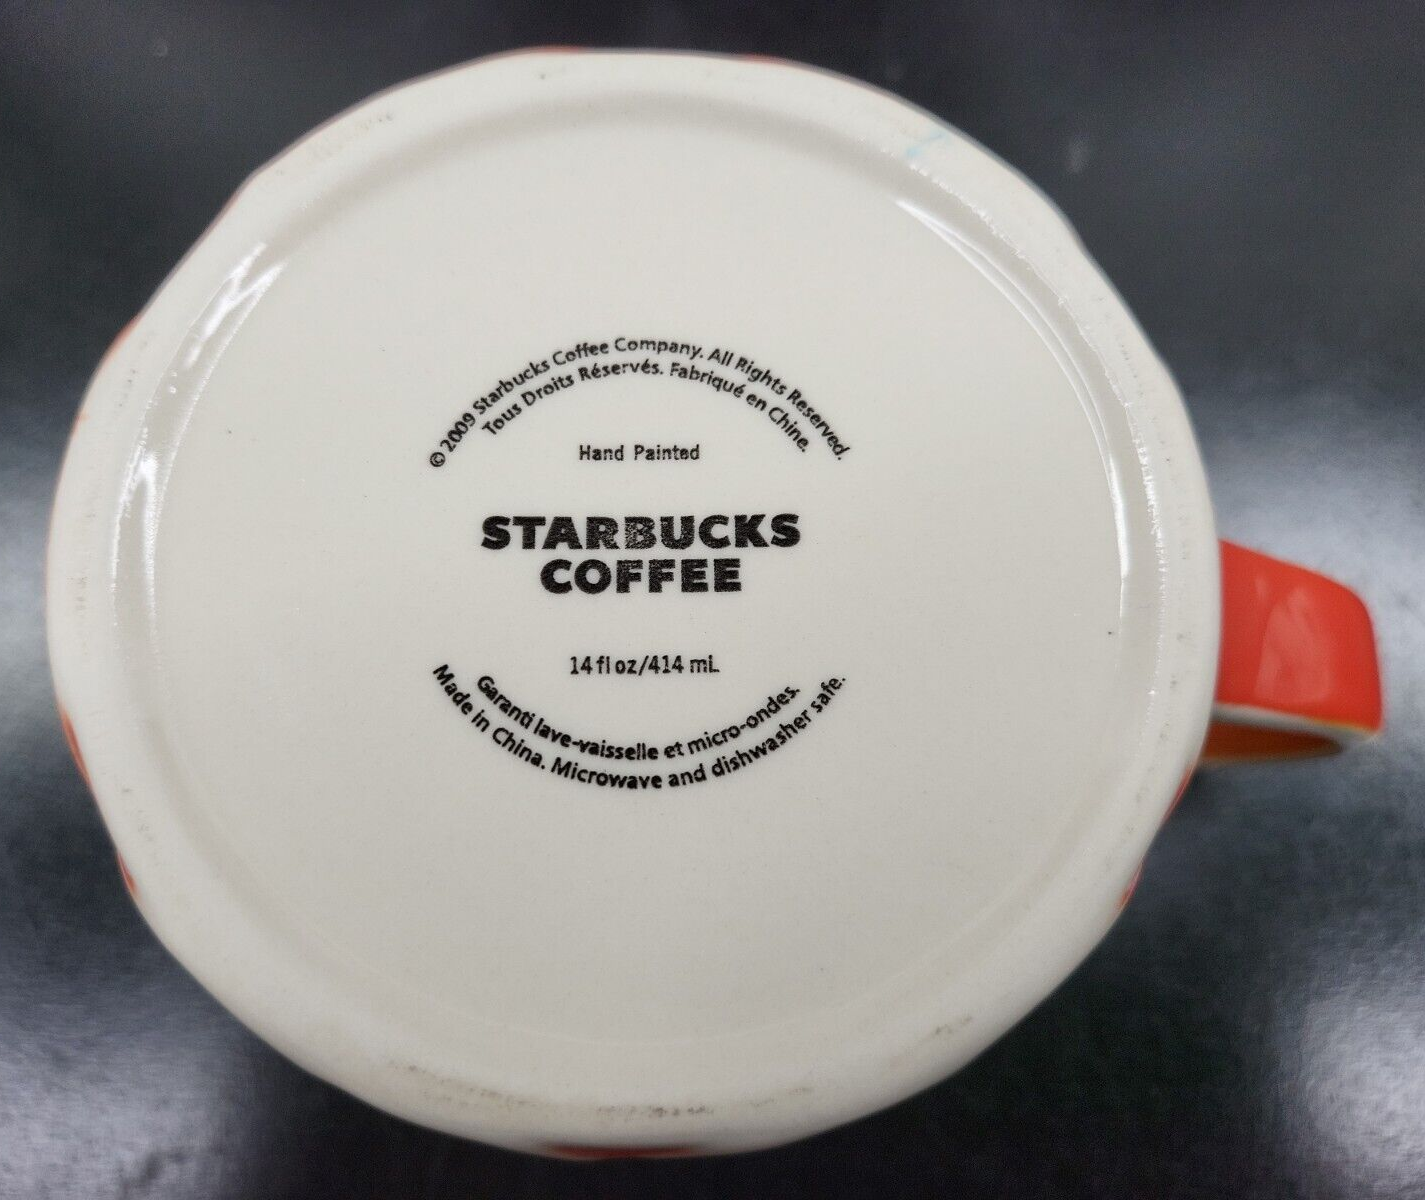 © 2009 Starbucks Coffee Company. All Rights Reserved.
Tous Droits Réservés. Fabriqué en Chine.
Hand Painted
STARBUCKS
COFFEE
14 fl oz/414 mL
Garanti lave-vaisselle et micro-ondes.
Made in China. Microwave and dishwasher safe.